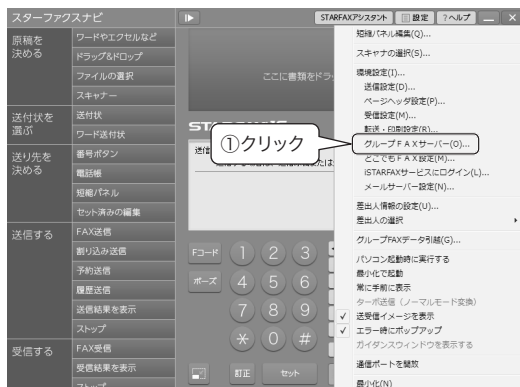 スターファクスナビ
STARFAXアシスタント
設定
?ヘルプ
原稿を
決める
ワードやエクセルなど
ドラッグ&ドロップ
ファイルの選択
スキャナー
送付状を
選ぶ
送付状
ワード送付状
送り先を
決める
番号ボタン
電話帳
短縮パネル
セット済みの編集
送信する
FAX送信
割り込み送信
予約送信
履歴送信
送信結果を表示
ストップ
受信する
FAX受信
受信結果を表示
ストップ
ここに書類をドラ
①クリック
Fコード
1
2
3
ポーズ
4
5
6
7
8
9
*
0
#
訂正
セット
短縮パネル編集(Q)...
スキャナの選択(S)...
環境設定(I)...
送信設定(D)...
ページヘッダ設定(P)...
受信設定(M)...
転送・印刷設定(R)...
グループFAXサーバー(O)...
どこでもFAX設定(M)...
iSTARFAXサービスにログイン(L)...
メールサーバー設定(N)...
差出人情報の設定(U)...
差出人の選択
グループFAXデータ引越(G)...
パソコン起動時に実行する
最小化で起動
常に手前に表示
ターボ送信(ノーマルモード変換)
✓ 送受信イメージを表示
✓ エラー時にポップアップ
ガイダンスウィンドウを表示する
通信ポートを開放
最小化(N)